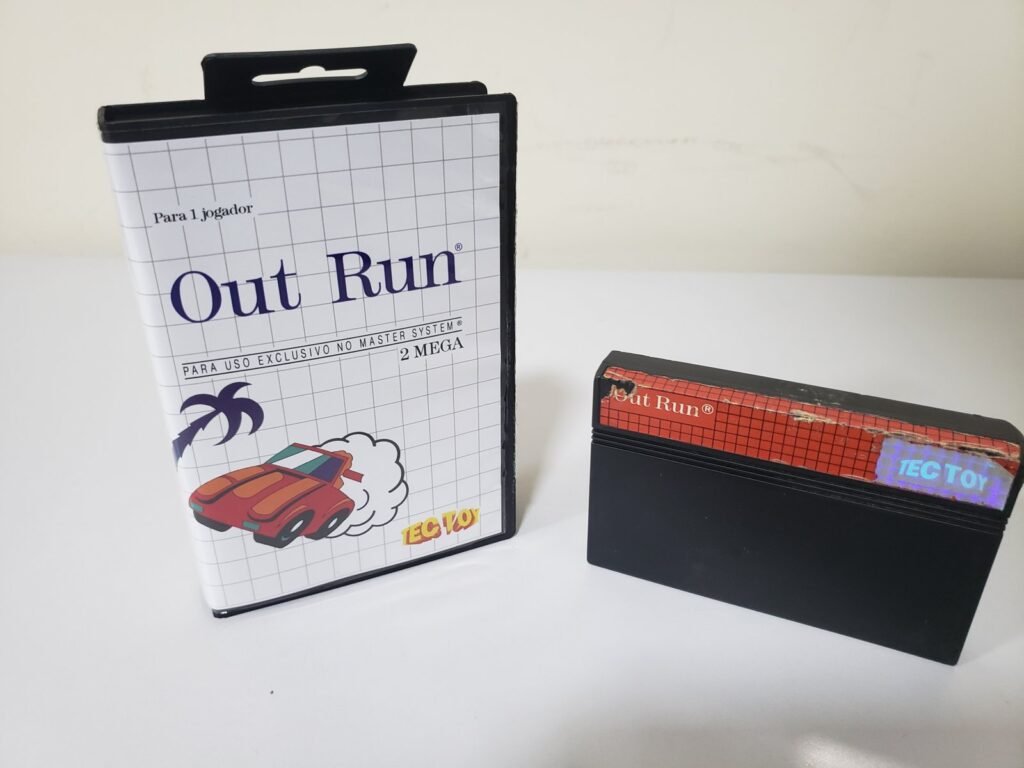 Para 1 jogador
Out Run®
PARA USO EXCLUSIVO NO MASTER SYSTEM®
2 MEGA
TEC TOY
Out Run®
TEC TOY